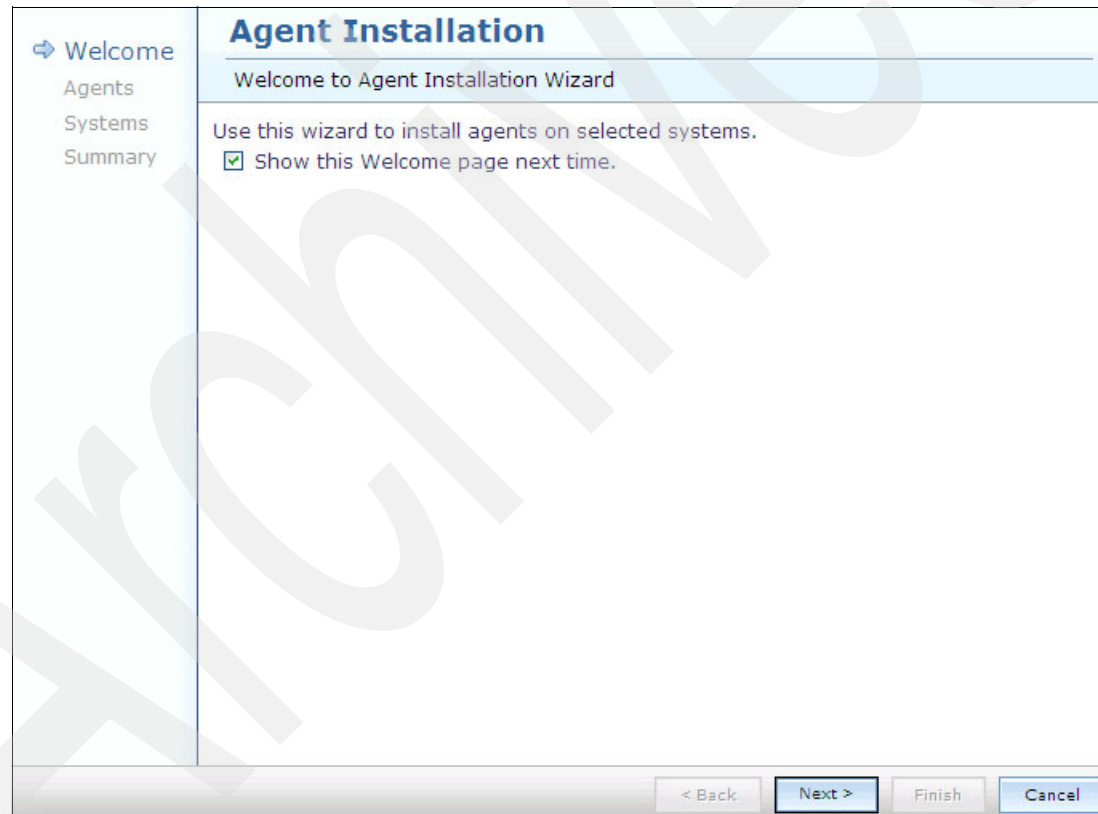 Welcome
Agents
Systems
Summary
Agent Installation
Welcome to Agent Installation Wizard
Use this wizard to install agents on selected systems.
Show this Welcome page next time.
< Back
Next >
Finish
Cancel
Archive